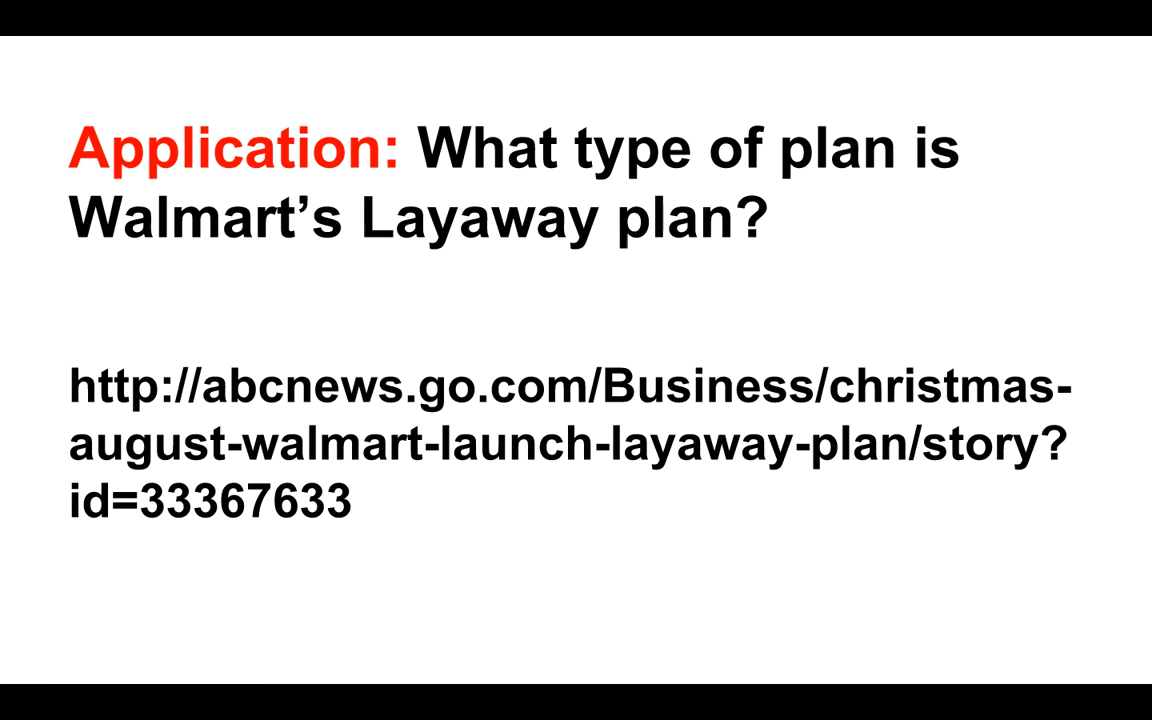 Application: What type of plan is
Walmart’s Layaway plan?
http://abcnews.go.com/Business/christmas-
august-walmart-launch-layaway-plan/story?
id=33367633